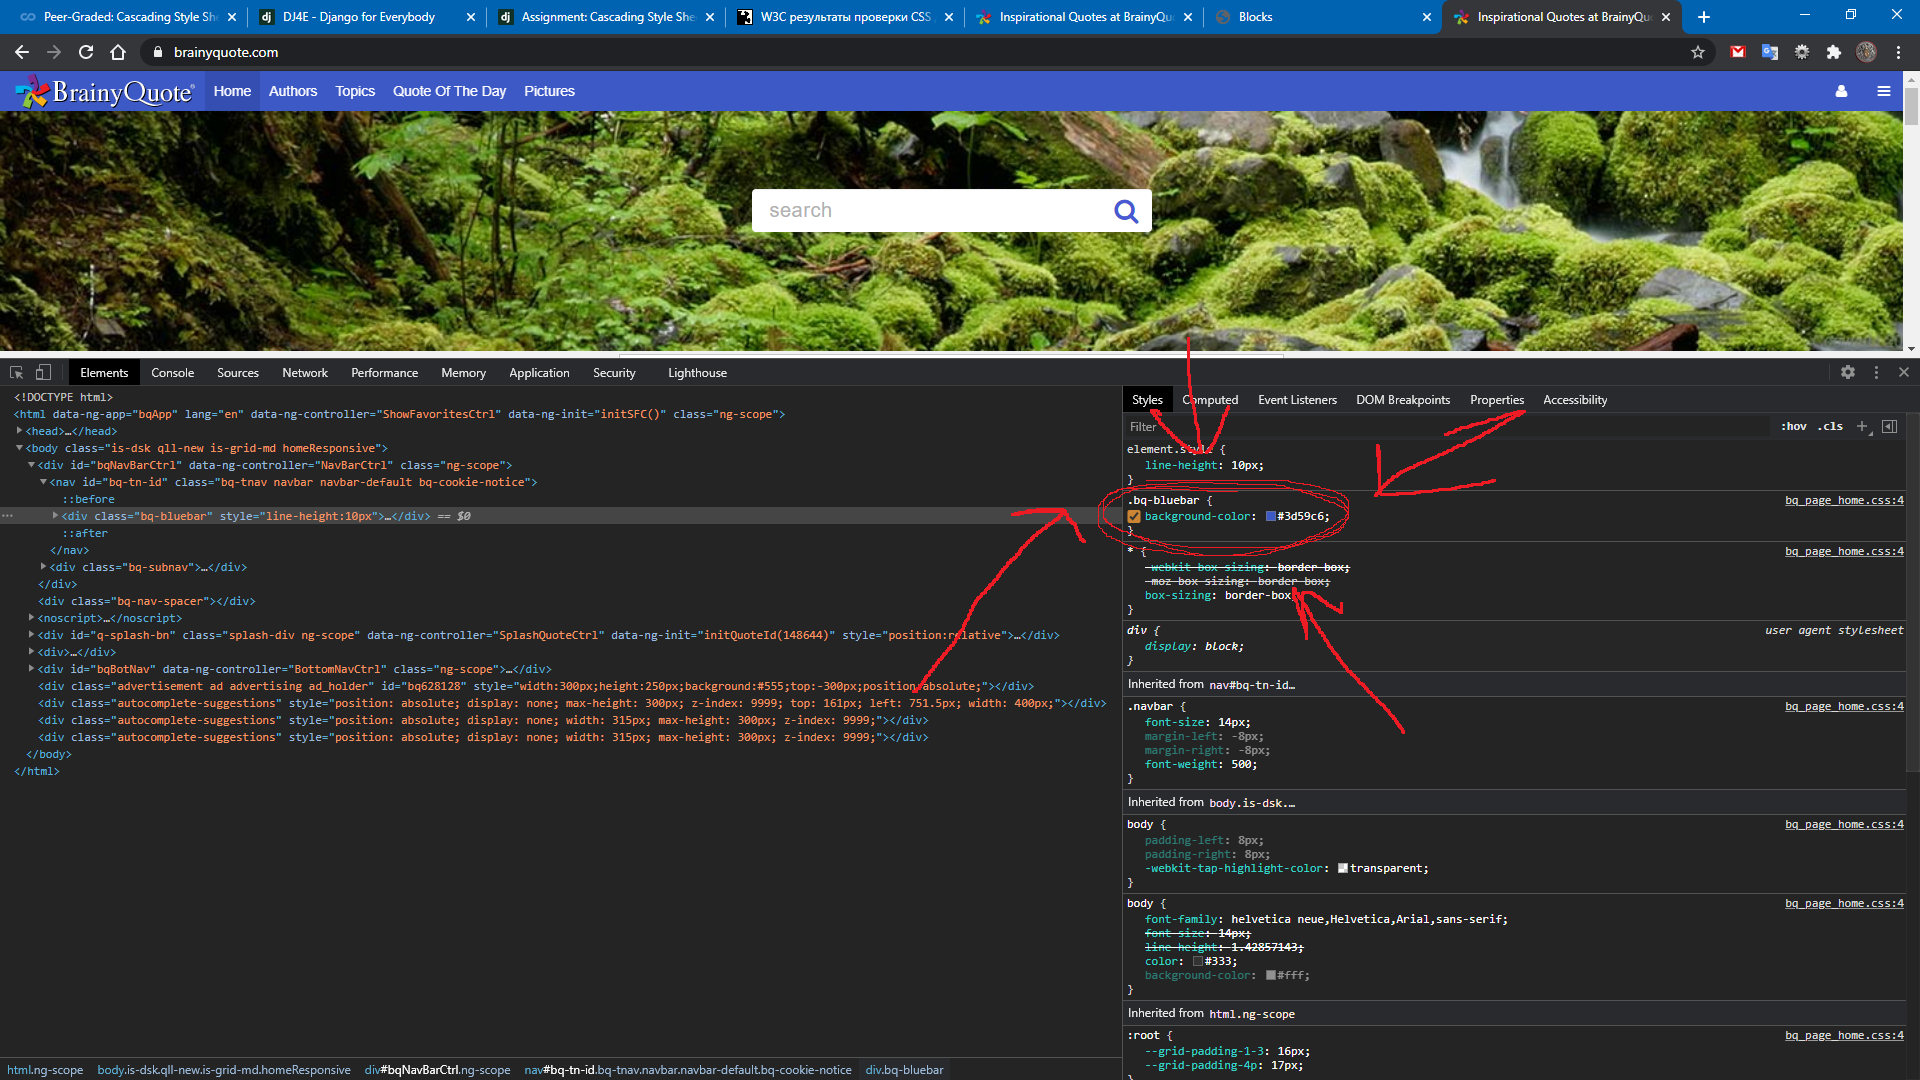 Peer-Graded: Cascading Style She
DJ4E - Django for Everybody
Assignment: Cascading Style She
W3C результаты проверки CSS
Inspirational Quotes at BrainyQu
Blocks
Inspirational Quotes at BrainyQu
brainyquote.com
BrainyQuote®
Home
Authors
Topics
Quote Of The Day
Pictures
search
Elements
Console
Sources
Network
Performance
Memory
Application
Security
Lighthouse
<!DOCTYPE html>
<html data-ng-app="bqApp" lang="en" data-ng-controller="ShowFavoritesCtrl" data-ng-init="initSFC()" class="ng-scope">
<head>…</head>
<body class="is-dsk qll-new is-grid-md homeResponsive">
<div id="bqNavBarCtrl" data-ng-controller="NavBarCtrl" class="ng-scope">
<nav id="bq-tn-id" class="bq-tnav navbar navbar-default bq-cookie-notice">
::before
<div class="bq-bluebar" style="line-height:10px">…</div> == $0
::after
</nav>
<div class="bq-subnav">…</div>
</div>
<div class="bq-nav-spacer"></div>
<noscript>…</noscript>
<div id="q-splash-bn" class="splash-div ng-scope" data-ng-controller="SplashQuoteCtrl" data-ng-init="initQuoteId(148644)" style="position:relative">…</div>
<div>…</div>
<div id="bqBotNav" data-ng-controller="BottomNavCtrl" class="ng-scope">…</div>
<div class="advertisement ad advertising ad_holder" id="bq628128" style="width:300px;height:250px;background:#555;top:-300px;position:absolute;"></div>
<div class="autocomplete-suggestions" style="position: absolute; display: none; max-height: 300px; z-index: 9999; top: 161px; left: 751.5px; width: 400px;"></div>
<div class="autocomplete-suggestions" style="position: absolute; display: none; width: 315px; max-height: 300px; z-index: 9999;"></div>
<div class="autocomplete-suggestions" style="position: absolute; display: none; width: 315px; max-height: 300px; z-index: 9999;"></div>
</body>
</html>
html.ng-scope
body.is-dsk.qll-new.is-grid-md.homeResponsive
div#bqNavBarCtrl.ng-scope
nav#bq-tn-id.bq-tnav.navbar.navbar-default.bq-cookie-notice
div.bq-bluebar
Styles
Computed
Event Listeners
DOM Breakpoints
Properties
Accessibility
Filter
:hov .cls
element.style {
line-height: 10px;
}
.bq-bluebar {
bq_page_home.css:4
background-color: #3d59c6;
}
* {
bq_page_home.css:4
-webkit-box-sizing: border-box;
-moz-box-sizing: border-box;
box-sizing: border-box;
}
div {
user agent stylesheet
display: block;
}
Inherited from nav#bq-tn-id…
.navbar {
bq_page_home.css:4
font-size: 14px;
margin-left: -8px;
margin-right: -8px;
font-weight: 500;
}
Inherited from body.is-dsk.…
body {
bq_page_home.css:4
padding-left: 8px;
padding-right: 8px;
-webkit-tap-highlight-color: transparent;
}
body {
bq_page_home.css:4
font-family: helvetica neue,Helvetica,Arial,sans-serif;
font-size: 14px;
line-height: 1.42857143;
color: #333;
background-color: #fff;
}
Inherited from html.ng-scope
:root {
bq_page_home.css:4
--grid-padding-1-3: 16px;
--grid-padding-4p: 17px;
}